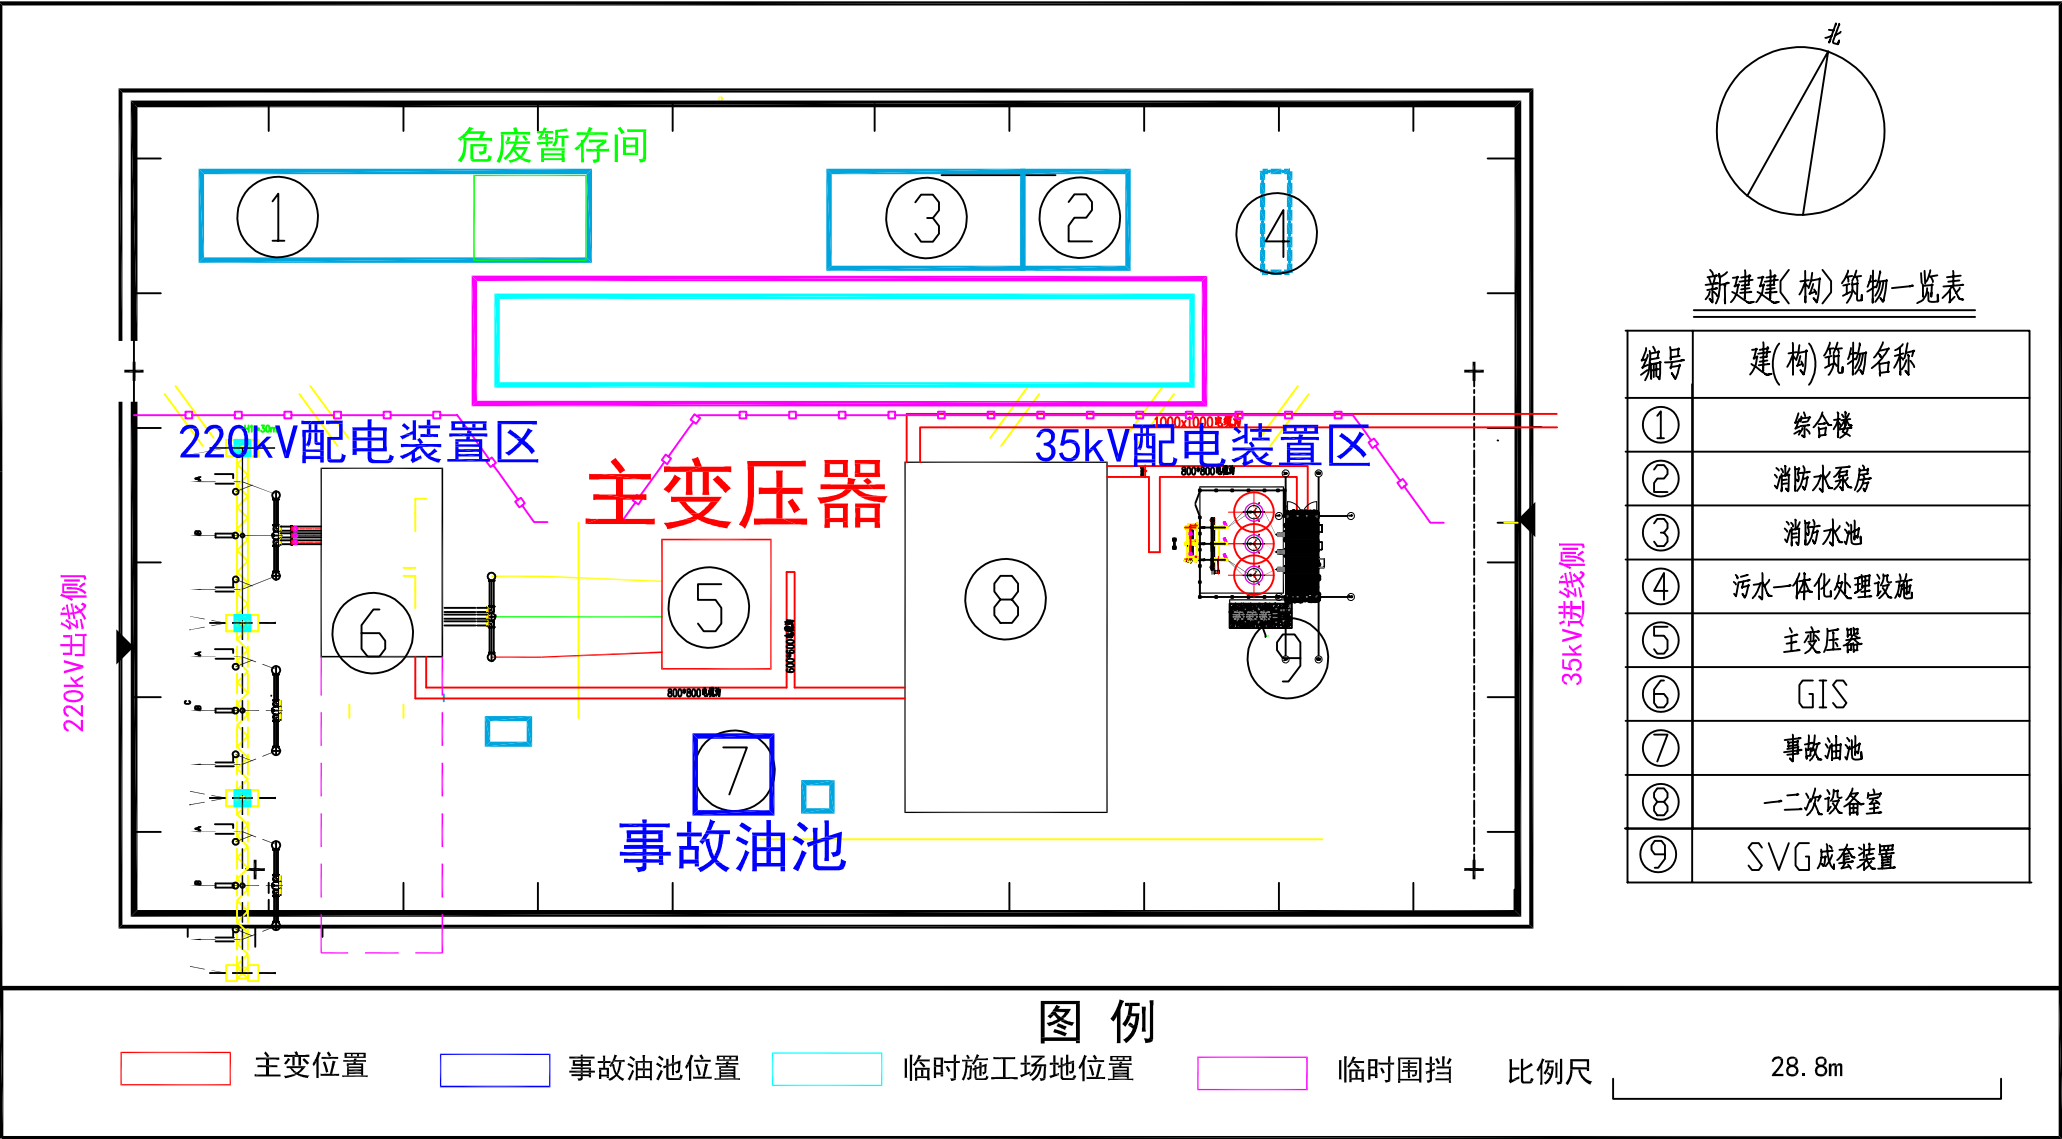 北
危废暂存间
1
3
2
4
新建建(构)筑物一览表
编号 建(构)筑物名称
1 综合楼
2 消防水泵房
3 消防水池
4 污水一体化处理设施
5 主变压器
6 GIS
7 事故油池
8 一二次设备室
9 SVG成套装置
220kV配电装置区
35kV配电装置区
主变压器
5
6
8
9
220kV出线侧
35kV进线侧
7
事故油池
图 例
主变位置
事故油池位置
临时施工场地位置
临时围挡
比例尺
28.8m